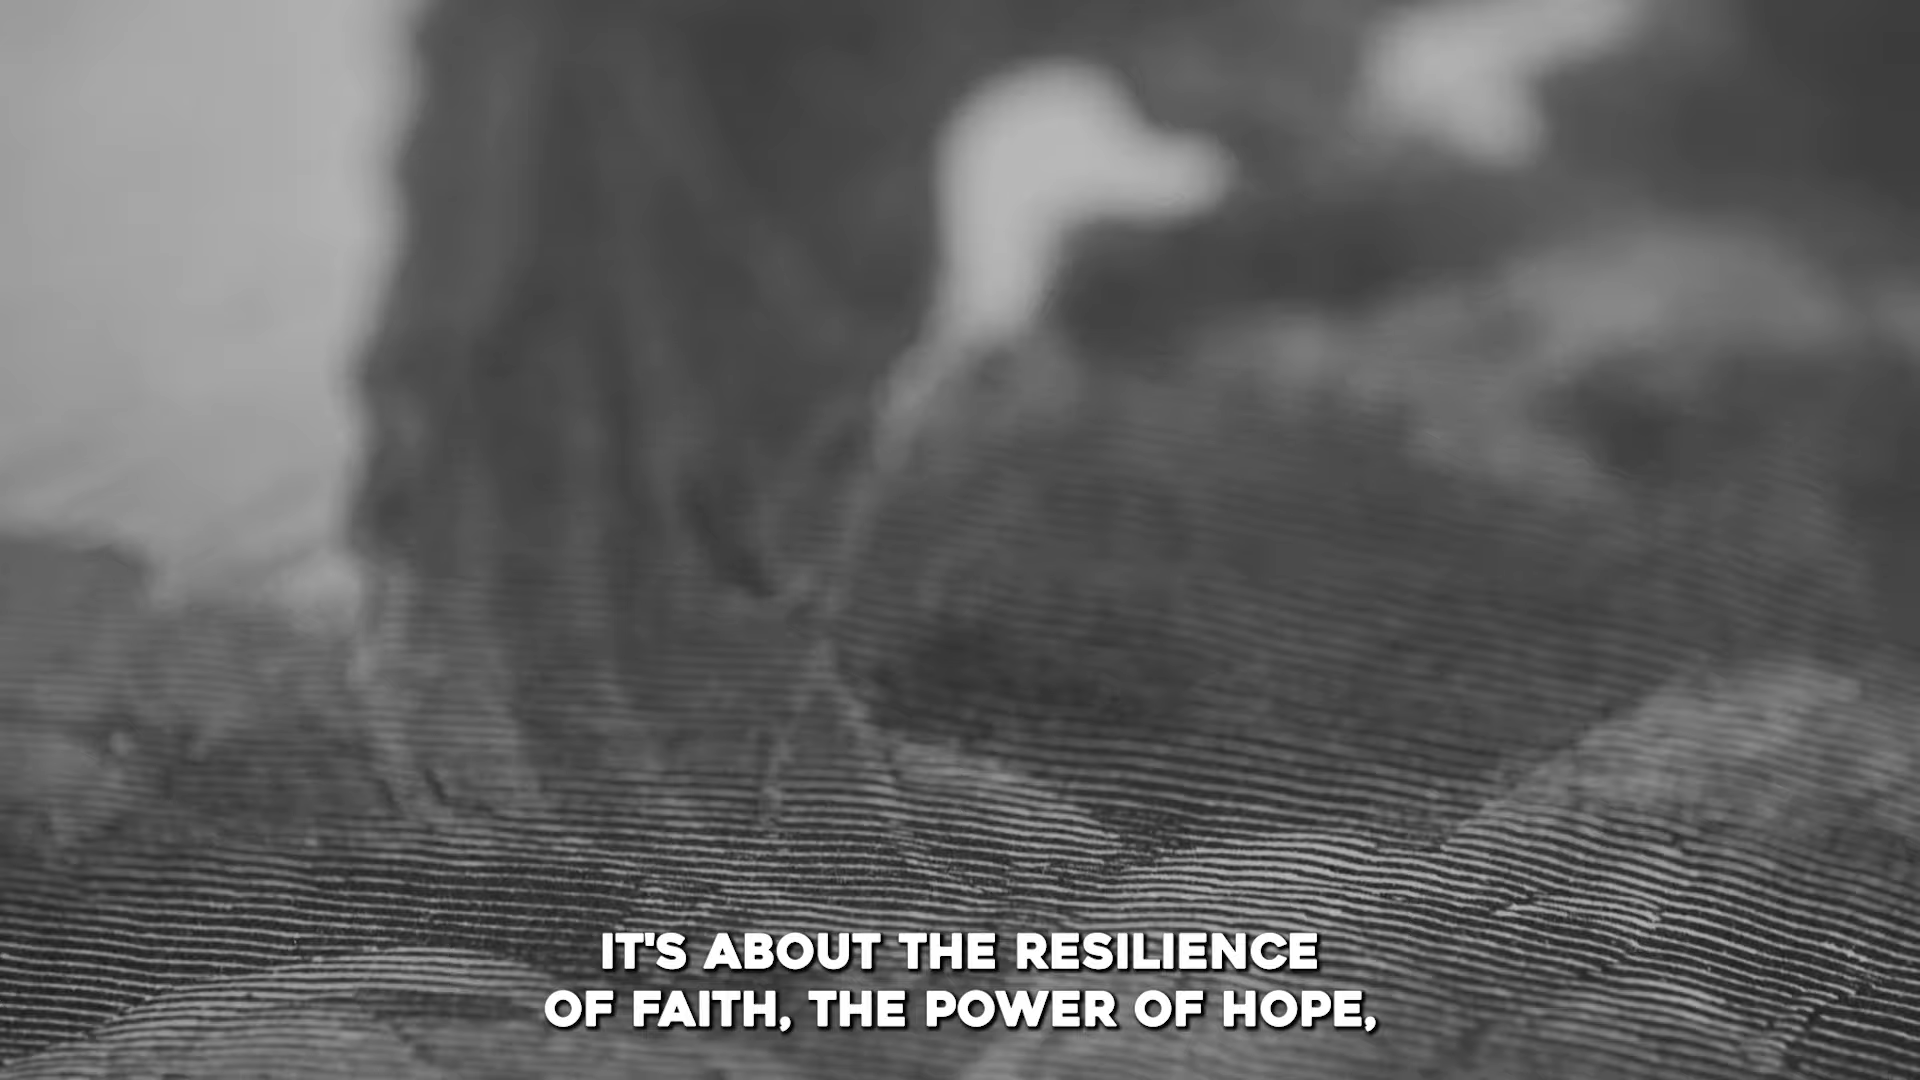 IT'S ABOUT THE RESILIENCE
OF FAITH, THE POWER OF HOPE,